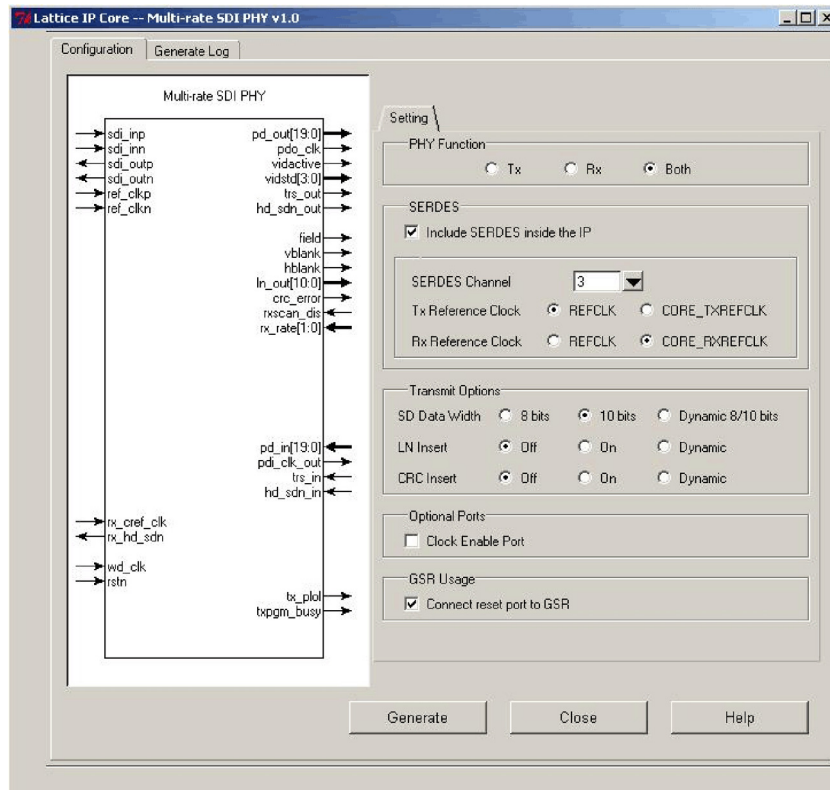 Lattice IP Core -- Multi-rate SDI PHY v1.0
Configuration
Generate Log
Multi-rate SDI PHY
sdi_inp
sdi_inn
sdi_outp
sdi_outn
ref_clkp
ref_clkn
rx_cref_clk
rx_hd_sdn
wd_clk
rstn
pd_out[19:0]
pdo_clk
vidactive
vidstd[3:0]
trs_out
hd_sdn_out
field
vblank
hblank
ln_out[10:0]
crc_error
rxscan_dis
rx_rate[1:0]
pd_in[19:0]
pdi_clk_out
trs_in
hd_sdn_in
tx_plol
txpgm_busy
Setting
PHY Function
Tx Rx Both
SERDES
Include SERDES inside the IP
SERDES Channel 3
Tx Reference Clock REFCLK CORE_TXREFCLK
Rx Reference Clock REFCLK CORE_RXREFCLK
Transmit Options
SD Data Width 8 bits 10 bits Dynamic 8/10 bits
LN Insert Off On Dynamic
CRC Insert Off On Dynamic
Optional Ports
Clock Enable Port
GSR Usage
Connect reset port to GSR
Generate Close Help